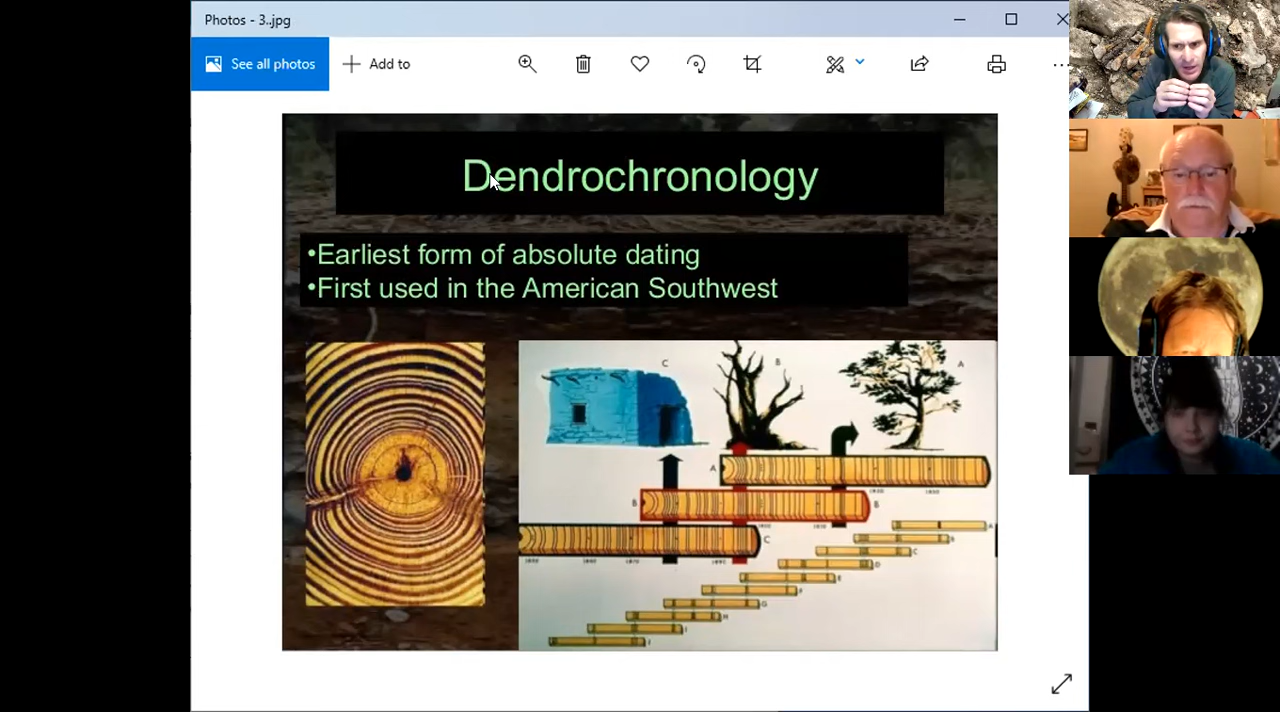 Photos - 3..jpg
See all photos
Add to
Dendrochronology
•Earliest form of absolute dating
•First used in the American Southwest
C
B
A
A
B
B
C
A
B
C
D
E
F
G
H
I